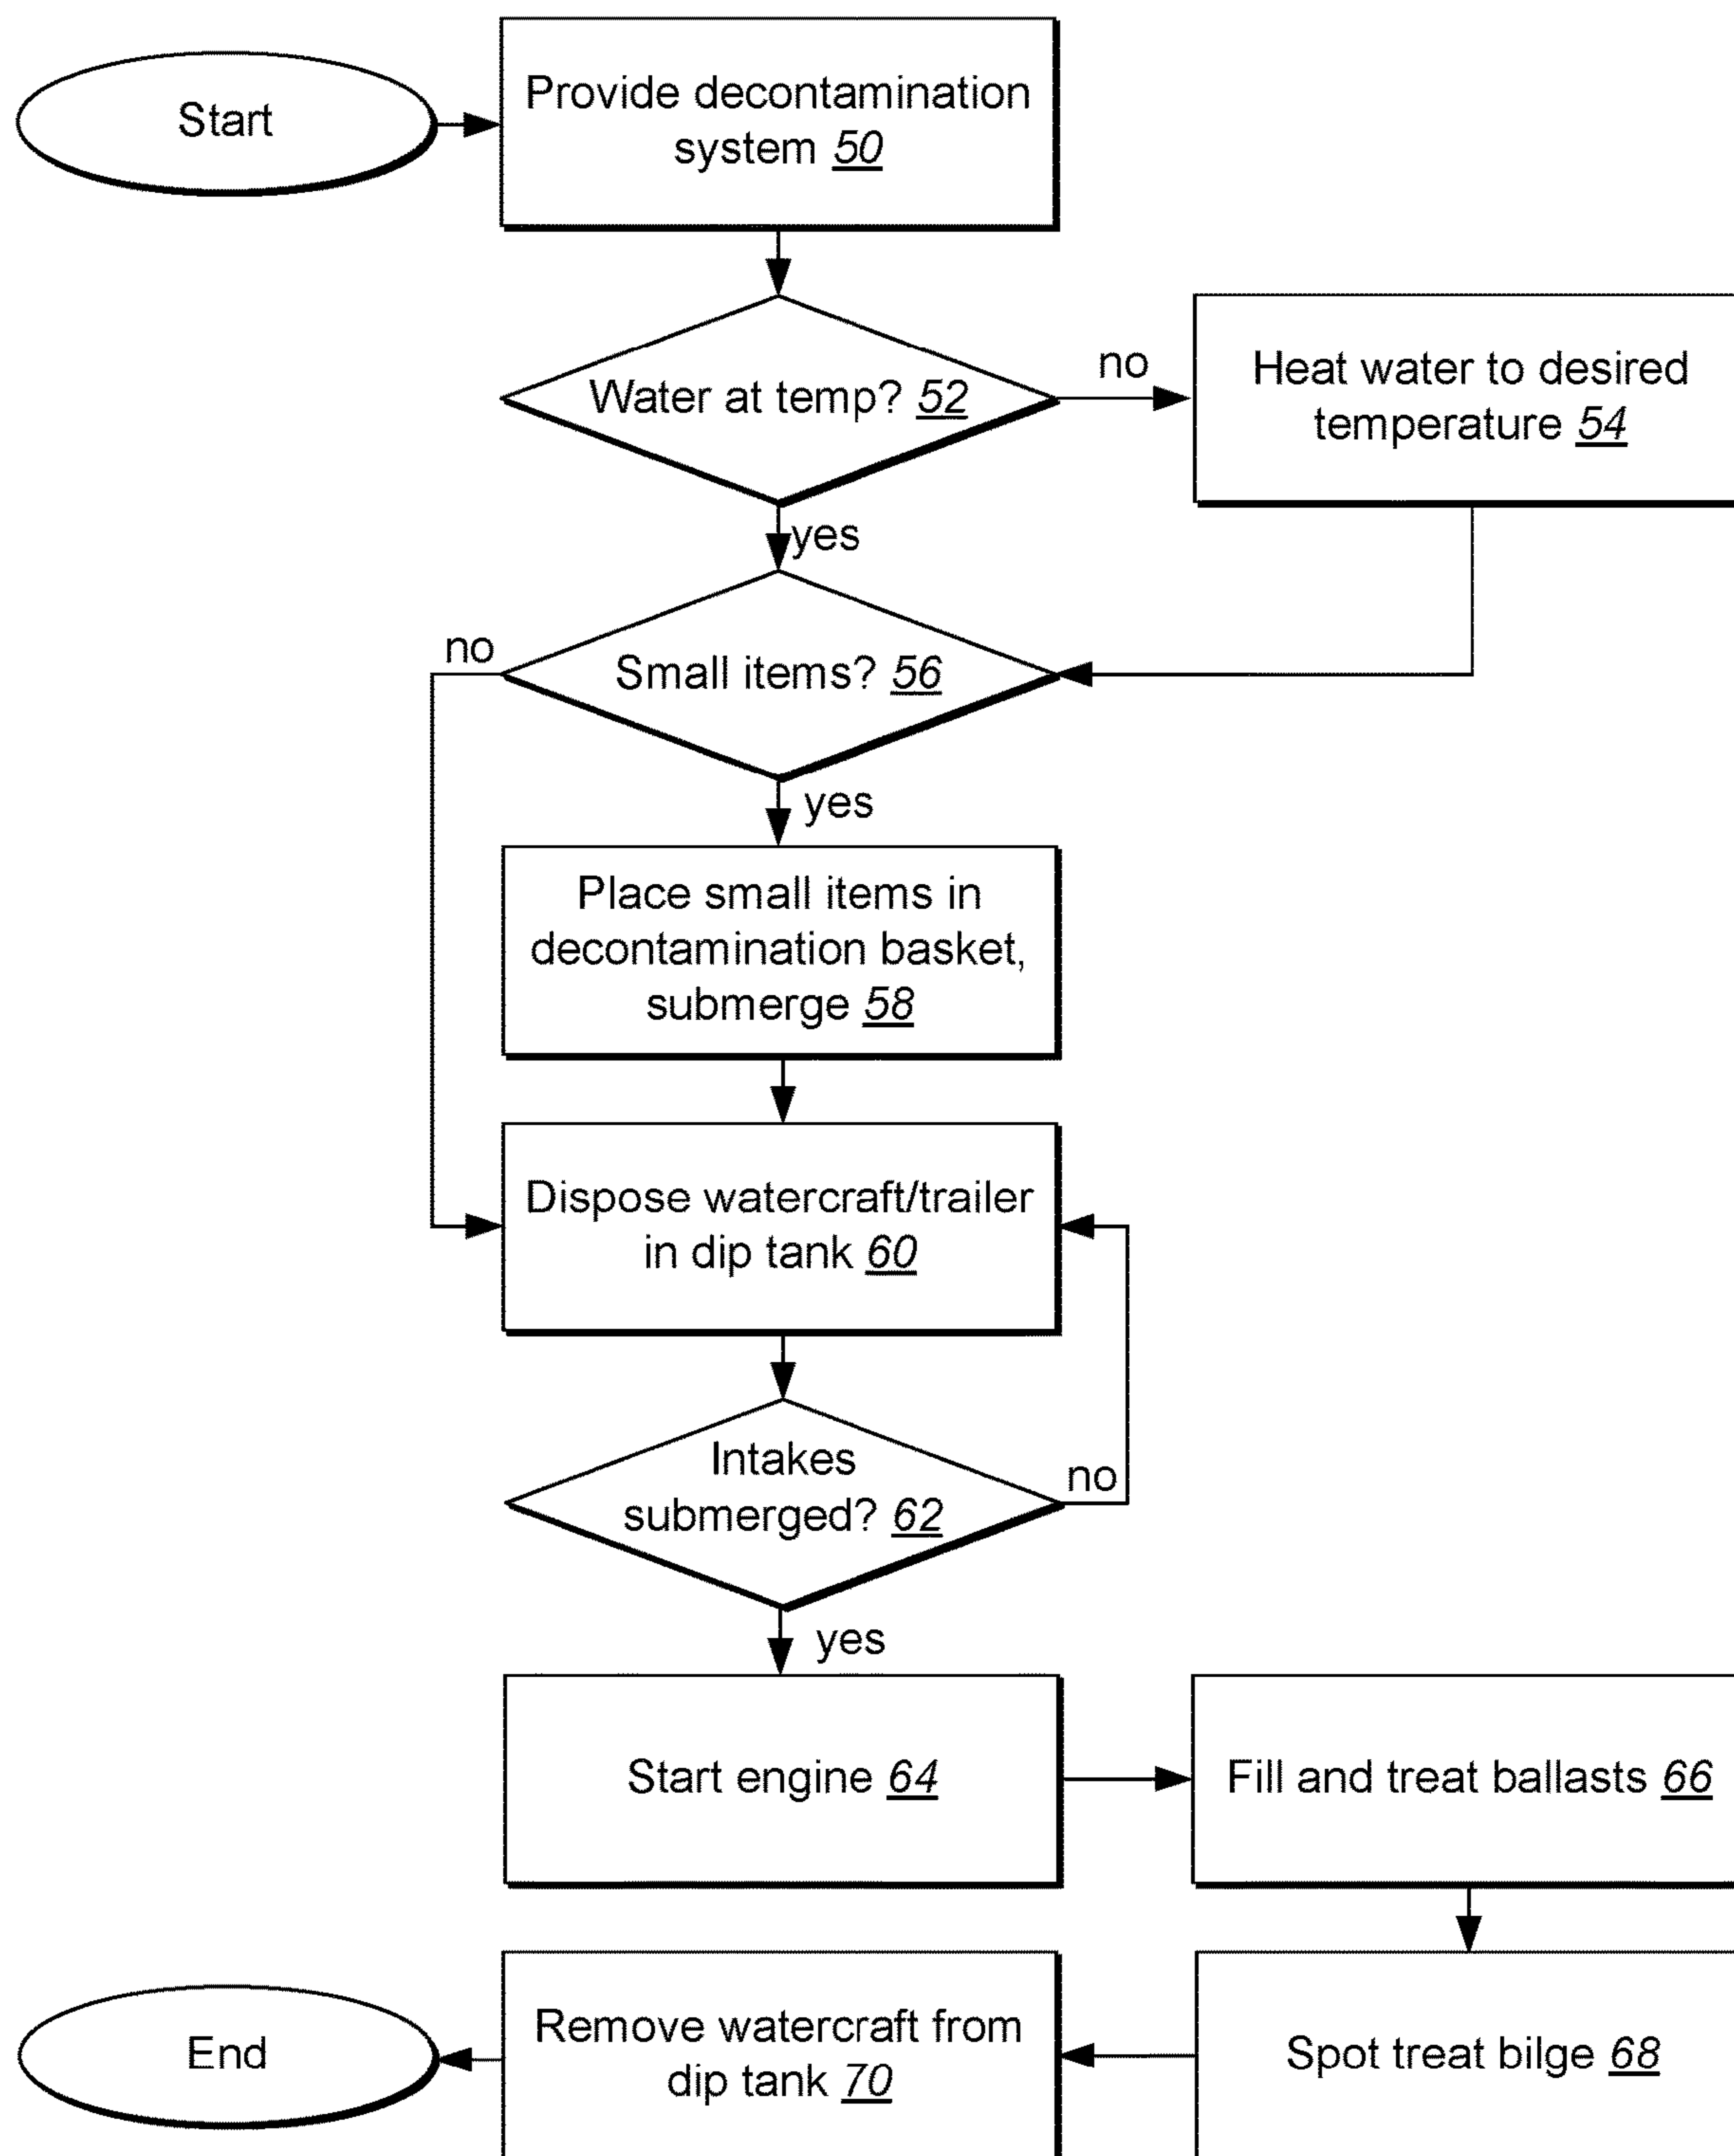 Start
Provide decontamination
system 50
Water at temp? 52
no
Heat water to desired
temperature 54
yes
no
Small items? 56
yes
Place small items in
decontamination basket,
submerge 58
Dispose watercraft/trailer
in dip tank 60
Intakes
submerged? 62
no
yes
Start engine 64
Fill and treat ballasts 66
Spot treat bilge 68
Remove watercraft from
dip tank 70
End